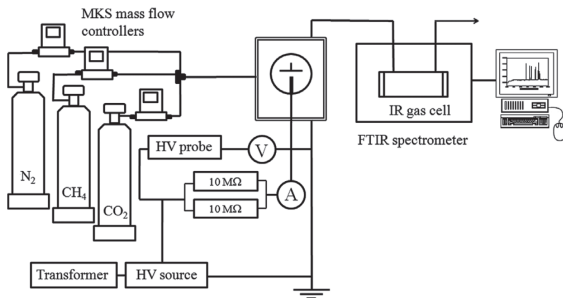 MKS mass flow
controllers
N2
CH4
CO2
HV probe
V
10 MΩ
10 MΩ
A
Transformer
HV source
IR gas cell
FTIR spectrometer